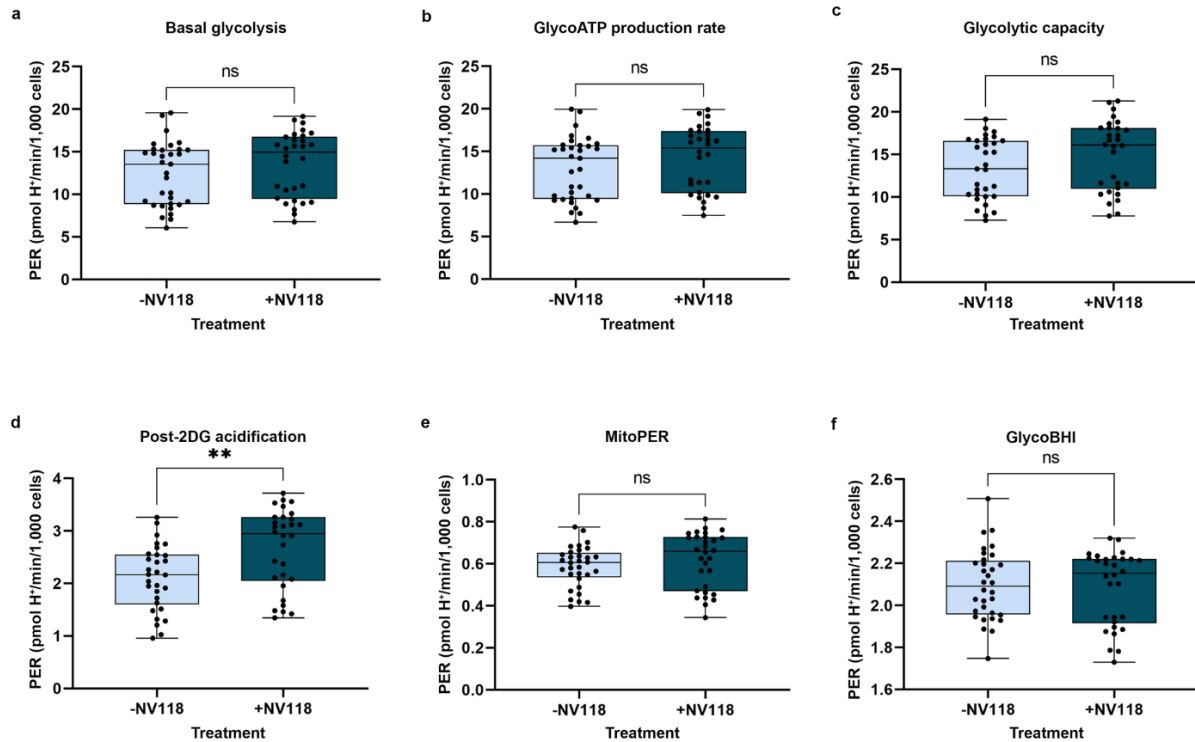 a
Basal glycolysis
ns
PER (pmol H⁺/min/1,000 cells)
25
20
15
10
5
0
-NV118
+NV118
Treatment
b
GlycoATP production rate
ns
PER (pmol H⁺/min/1,000 cells)
25
20
15
10
5
0
-NV118
+NV118
Treatment
c
Glycolytic capacity
ns
PER (pmol H⁺/min/1,000 cells)
25
20
15
10
5
0
-NV118
+NV118
Treatment
d
Post-2DG acidification
**
PER (pmol H⁺/min/1,000 cells)
4
3
2
1
0
-NV118
+NV118
Treatment
e
MitoPER
ns
PER (pmol H⁺/min/1,000 cells)
1.0
0.8
0.6
0.4
0.2
0.0
-NV118
+NV118
Treatment
f
GlycoBHI
ns
PER (pmol H⁺/min/1,000 cells)
2.6
2.4
2.2
2.0
1.8
1.6
-NV118
+NV118
Treatment